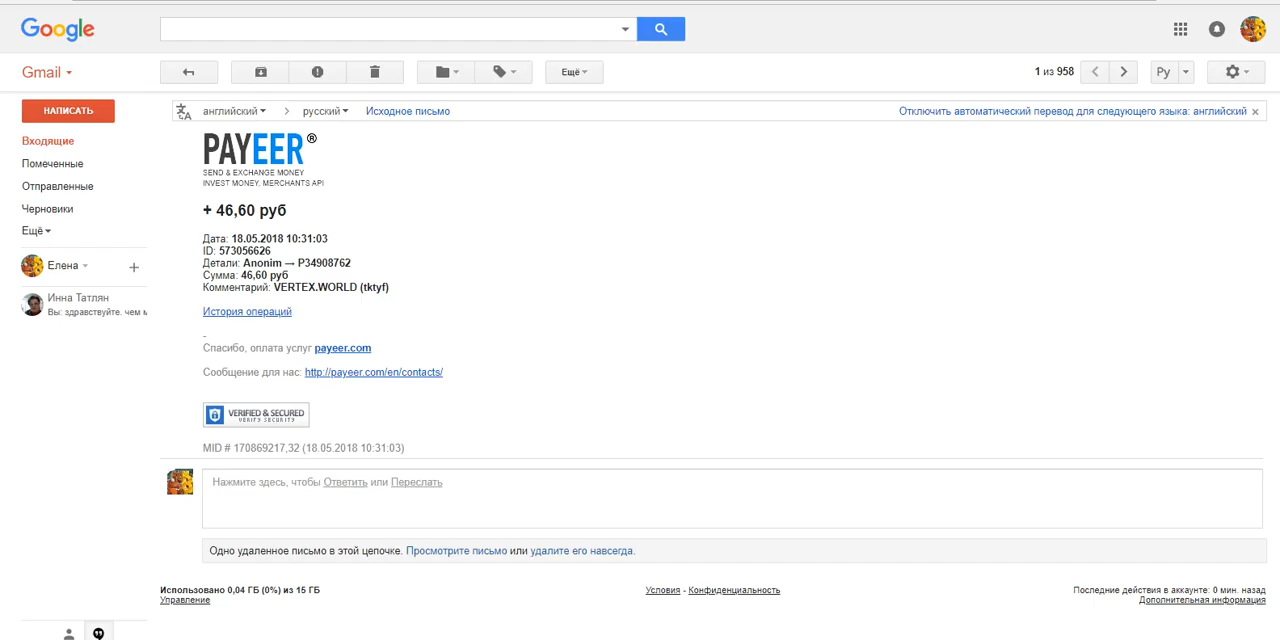 Google
Gmail
Ещё
1 из 958
Ру
НАПИСАТЬ
английский
русский
Исходное письмо
Отключить автоматический перевод для следующего языка: английский
Входящие
Помеченные
Отправленные
Черновики
Ещё
Елена
Инна Татлян
Вы: здравствуйте. чем м
PAYEER®
SEND & EXCHANGE MONEY
INVEST MONEY, MERCHANTS API
+ 46,60 руб
Дата: 18.05.2018 10:31:03
ID: 573056626
Детали: Anonim → P34908762
Сумма: 46,60 руб
Комментарий: VERTEX.WORLD (tktyf)
История операций
-
Спасибо, оплата услуг payeer.com
Сообщение для нас: http://payeer.com/en/contacts/
VERIFIED & SECURED
VERIFY SECURITY
MID # 170869217,32 (18.05.2018 10:31:03)
Нажмите здесь, чтобы Ответить или Переслать
Одно удаленное письмо в этой цепочке. Просмотрите письмо или удалите его навсегда.
Использовано 0,04 ГБ (0%) из 15 ГБ
Управление
Условия - Конфиденциальность
Последние действия в аккаунте: 0 мин. назад
Дополнительная информация